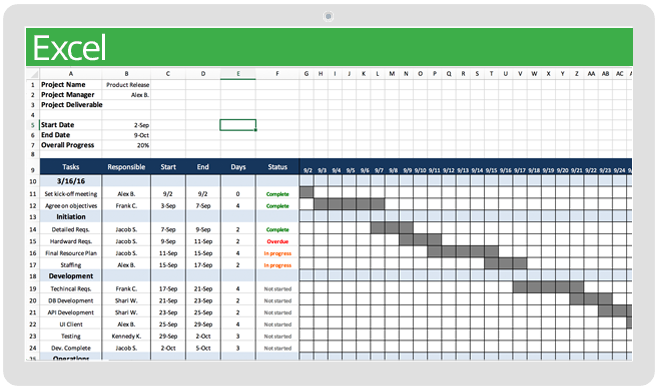 Excel
A B C D E F G H I J K L M N O P Q R S T U V W X Y Z AA AB AC
1 Project Name Product Release
2 Project Manager Alex B.
3 Project Deliverable
4
5 Start Date 2-Sep
6 End Date 9-Oct
7 Overall Progress 20%
8
9 Tasks Responsible Start End Days Status 9/2 9/3 9/4 9/5 9/6 9/7 9/8 9/9 9/10 9/11 9/12 9/13 9/14 9/15 9/16 9/17 9/18 9/19 9/20 9/21 9/22 9/23 9/24
10 3/16/16
11 Set kick-off meeting Alex B. 9/2 9/2 0 Complete
12 Agree on objectives Frank C. 3-Sep 7-Sep 4 Complete
13 Initiation
14 Detailed Reqs. Jacob S. 7-Sep 9-Sep 2 Complete
15 Hardware Reqs. Jacob S. 9-Sep 11-Sep 2 Overdue
16 Final Resource Plan Jacob S. 11-Sep 15-Sep 4 In progress
17 Staffing Alex B. 15-Sep 17-Sep 2 In progress
18 Development
19 Techincal Reqs. Frank C. 17-Sep 21-Sep 4 Not started
20 DB Development Shari W. 21-Sep 23-Sep 2 Not started
21 API Development Shari W. 23-Sep 25-Sep 2 Not started
22 UI Client Alex B. 25-Sep 29-Sep 4 Not started
23 Testing Kennedy K. 29-Sep 2-Oct 3 Not started
24 Dev. Complete Jacob S. 2-Oct 5-Oct 3 Not started
25 Operations